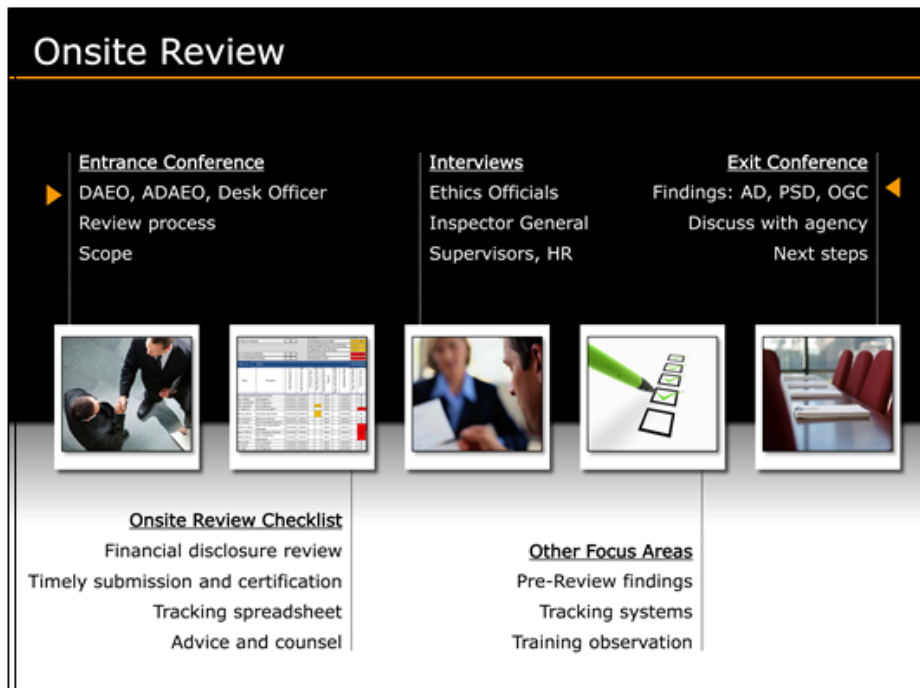 Onsite Review
Entrance Conference
DAEO, ADAEO, Desk Officer
Review process
Scope
Interviews
Ethics Officials
Inspector General
Supervisors, HR
Exit Conference
Findings: AD, PSD, OGC
Discuss with agency
Next steps
Onsite Review Checklist
Financial disclosure review
Timely submission and certification
Tracking spreadsheet
Advice and counsel
Other Focus Areas
Pre-Review findings
Tracking systems
Training observation